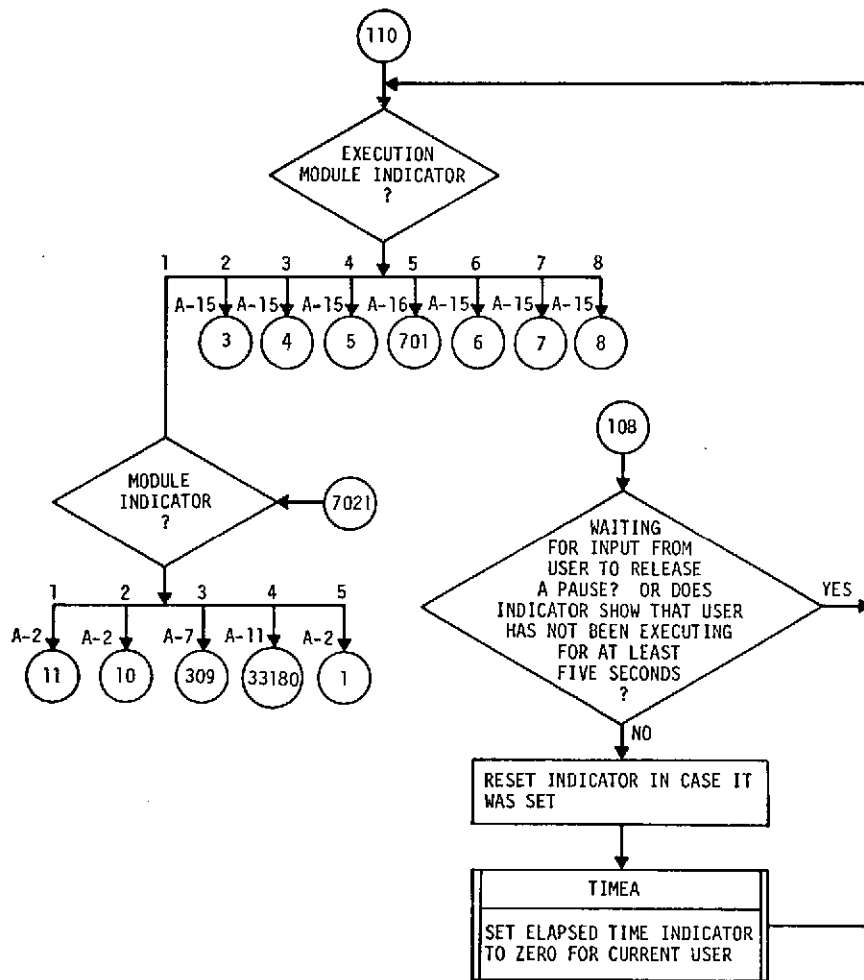 110
EXECUTION
MODULE INDICATOR
?
1 2 3 4 5 6 7 8
A-15 A-15 A-15 A-16 A-15 A-15 A-15
3 4 5 701 6 7 8
MODULE
INDICATOR
?
7021
1 2 3 4 5
A-2 A-2 A-7 A-11 A-2
11 10 309 33180 1
108
WAITING
FOR INPUT FROM
USER TO RELEASE
A PAUSE? OR DOES
INDICATOR SHOW THAT USER
HAS NOT BEEN EXECUTING
FOR AT LEAST
FIVE SECONDS
?
YES
NO
RESET INDICATOR IN CASE IT
WAS SET
TIMEA
SET ELAPSED TIME INDICATOR
TO ZERO FOR CURRENT USER